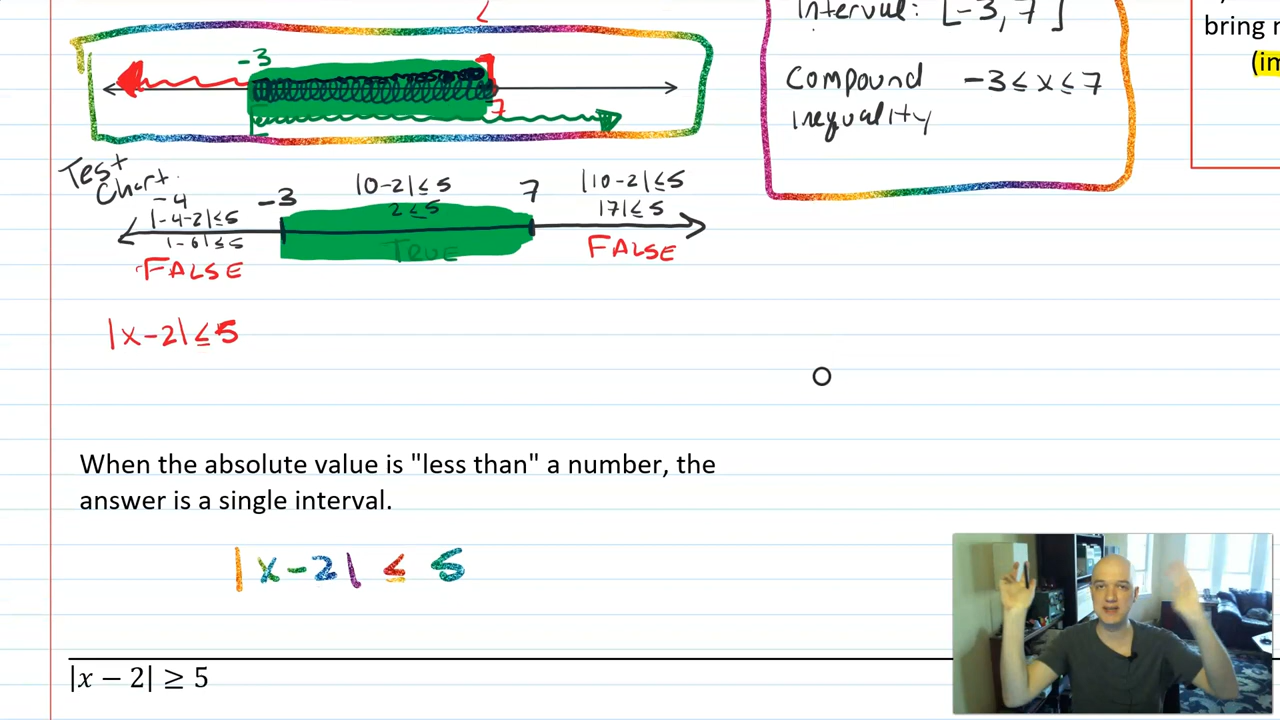 Interval: [-3, 7]
bring
(im
Compound -3 ≤ x ≤ 7
inequality
-3
7
Test
Chart.
-4
|-4-2| ≤ 5
|-6| ≤ 5
FALSE
-3
|0-2| ≤ 5
2 ≤ 5
TRUE
7
|10-2| ≤ 5
|7| ≤ 5
FALSE
|x-2| ≤ 5
When the absolute value is "less than" a number, the
answer is a single interval.
|x-2| ≤ 5
|x − 2| ≥ 5